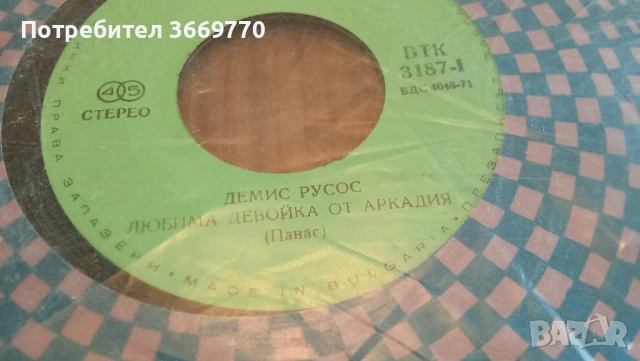 Потребител 3669770
ВТК
3187-I
БДС 4048-71
45
СТЕРЕО
ДЕМИС РУСОС
ЛЮБИМА ДЕВОЙКА ОТ АРКАДИЯ
(Панас)
ПРАВА ЗАПАЗЕНИ • MADE IN BULGARIA •
BAZAR